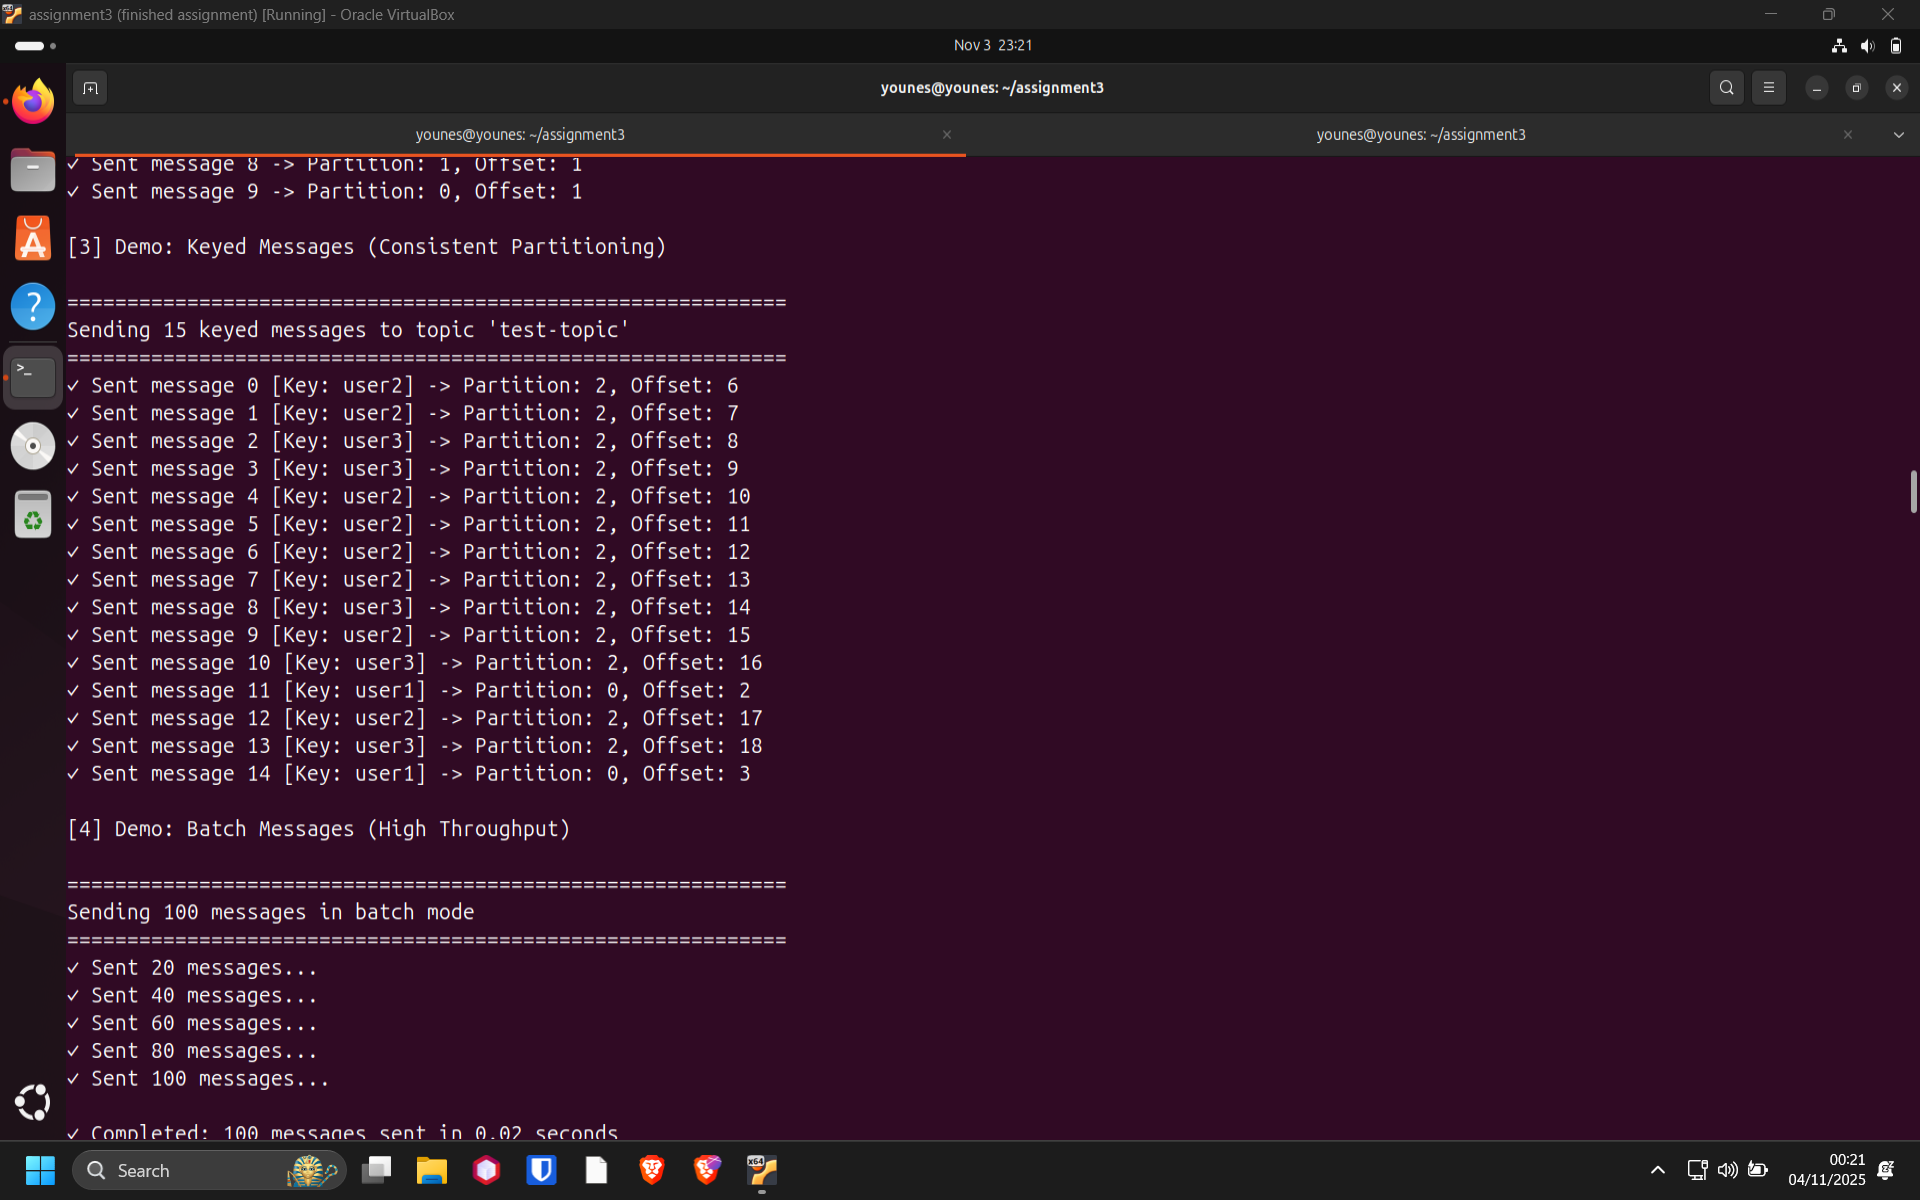 assignment3 (finished assignment) [Running] - Oracle VirtualBox
Nov 3 23:21
younes@younes: ~/assignment3
younes@younes: ~/assignment3
younes@younes: ~/assignment3
✓ Sent message 8 -> Partition: 1, Offset: 1
✓ Sent message 9 -> Partition: 0, Offset: 1
[3] Demo: Keyed Messages (Consistent Partitioning)
============================================================
Sending 15 keyed messages to topic 'test-topic'
============================================================
✓ Sent message 0 [Key: user2] -> Partition: 2, Offset: 6
✓ Sent message 1 [Key: user2] -> Partition: 2, Offset: 7
✓ Sent message 2 [Key: user3] -> Partition: 2, Offset: 8
✓ Sent message 3 [Key: user3] -> Partition: 2, Offset: 9
✓ Sent message 4 [Key: user2] -> Partition: 2, Offset: 10
✓ Sent message 5 [Key: user2] -> Partition: 2, Offset: 11
✓ Sent message 6 [Key: user2] -> Partition: 2, Offset: 12
✓ Sent message 7 [Key: user2] -> Partition: 2, Offset: 13
✓ Sent message 8 [Key: user3] -> Partition: 2, Offset: 14
✓ Sent message 9 [Key: user2] -> Partition: 2, Offset: 15
✓ Sent message 10 [Key: user3] -> Partition: 2, Offset: 16
✓ Sent message 11 [Key: user1] -> Partition: 0, Offset: 2
✓ Sent message 12 [Key: user2] -> Partition: 2, Offset: 17
✓ Sent message 13 [Key: user3] -> Partition: 2, Offset: 18
✓ Sent message 14 [Key: user1] -> Partition: 0, Offset: 3
[4] Demo: Batch Messages (High Throughput)
============================================================
Sending 100 messages in batch mode
============================================================
✓ Sent 20 messages...
✓ Sent 40 messages...
✓ Sent 60 messages...
✓ Sent 80 messages...
✓ Sent 100 messages...
✓ Completed: 100 messages sent in 0.02 seconds
Search
x64
00:21
04/11/2025